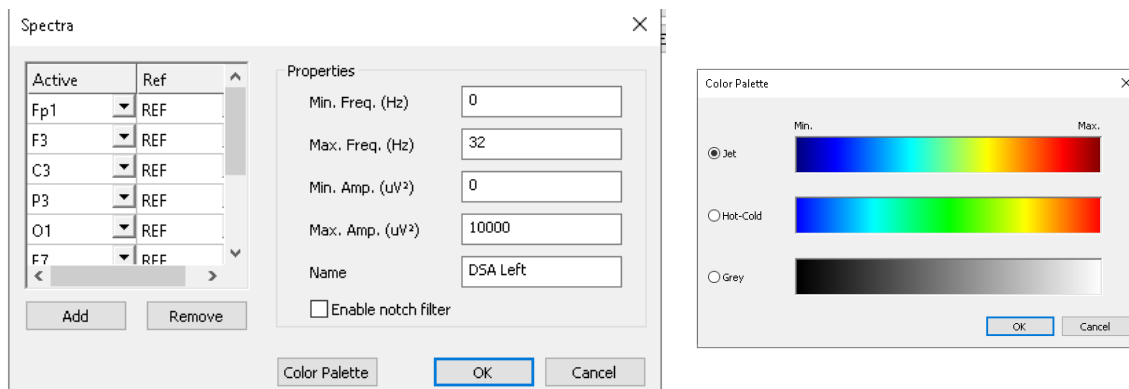 Spectra
Active Ref
Fp1 REF
F3 REF
C3 REF
P3 REF
O1 REF
F7 REF
Add Remove
Properties
Min. Freq. (Hz) 0
Max. Freq. (Hz) 32
Min. Amp. (uV²) 0
Max. Amp. (uV²) 10000
Name DSA Left
Enable notch filter
Color Palette OK Cancel
Color Palette
Min. Max.
Jet
Hot-Cold
Grey
OK Cancel